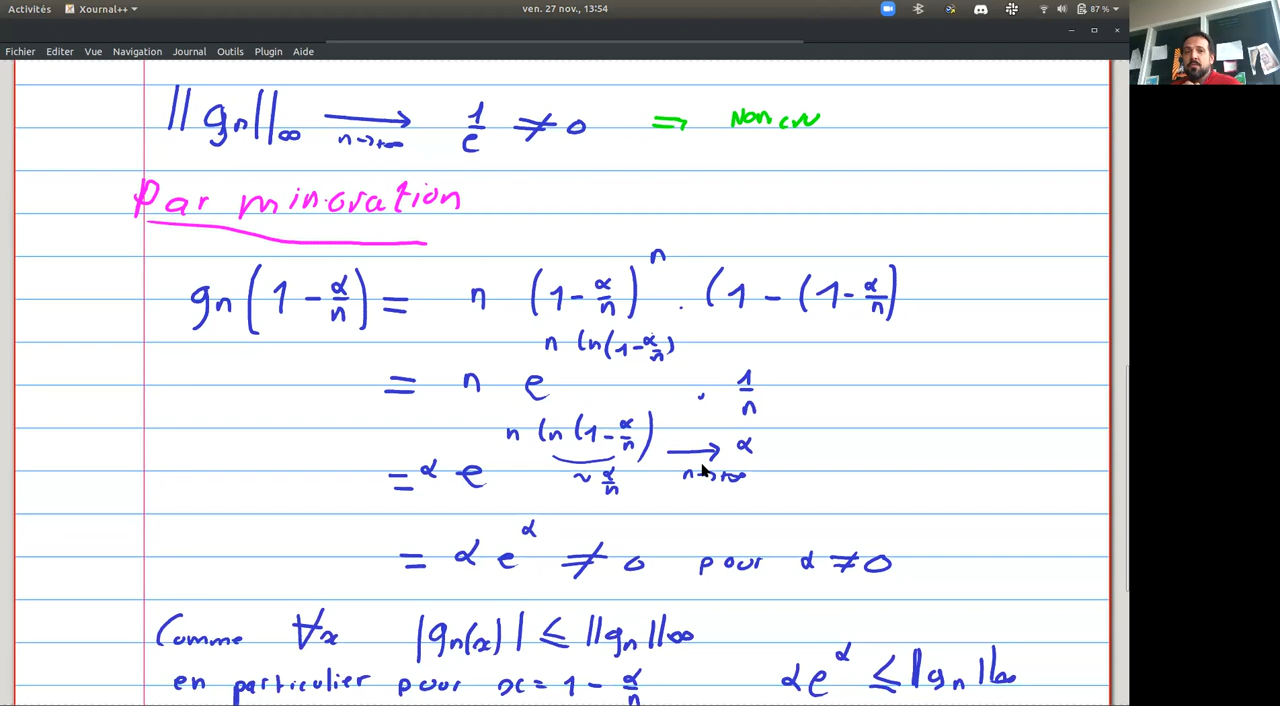 Activités Xournal++ ven. 27 nov., 13:54 87 %
Fichier Editer Vue Navigation Journal Outils Plugin Aide
||gn||∞ → n→+∞ 1/e ≠ 0 ⇒ Non cv
Par minoration
gn(1 - α/n) = n (1 - α/n)^n . (1 - (1 - α/n)
= n e^{n ln(1 - α/n)} . 1/n
= α e^{n ln(1 - α/n)} ~ α/n → n→+∞ α
= α e^α ≠ 0 pour α ≠ 0
Comme ∀x |gn(x)| ≤ ||gn||∞
en particulier pour x = 1 - α/n α e^α ≤ ||gn||∞